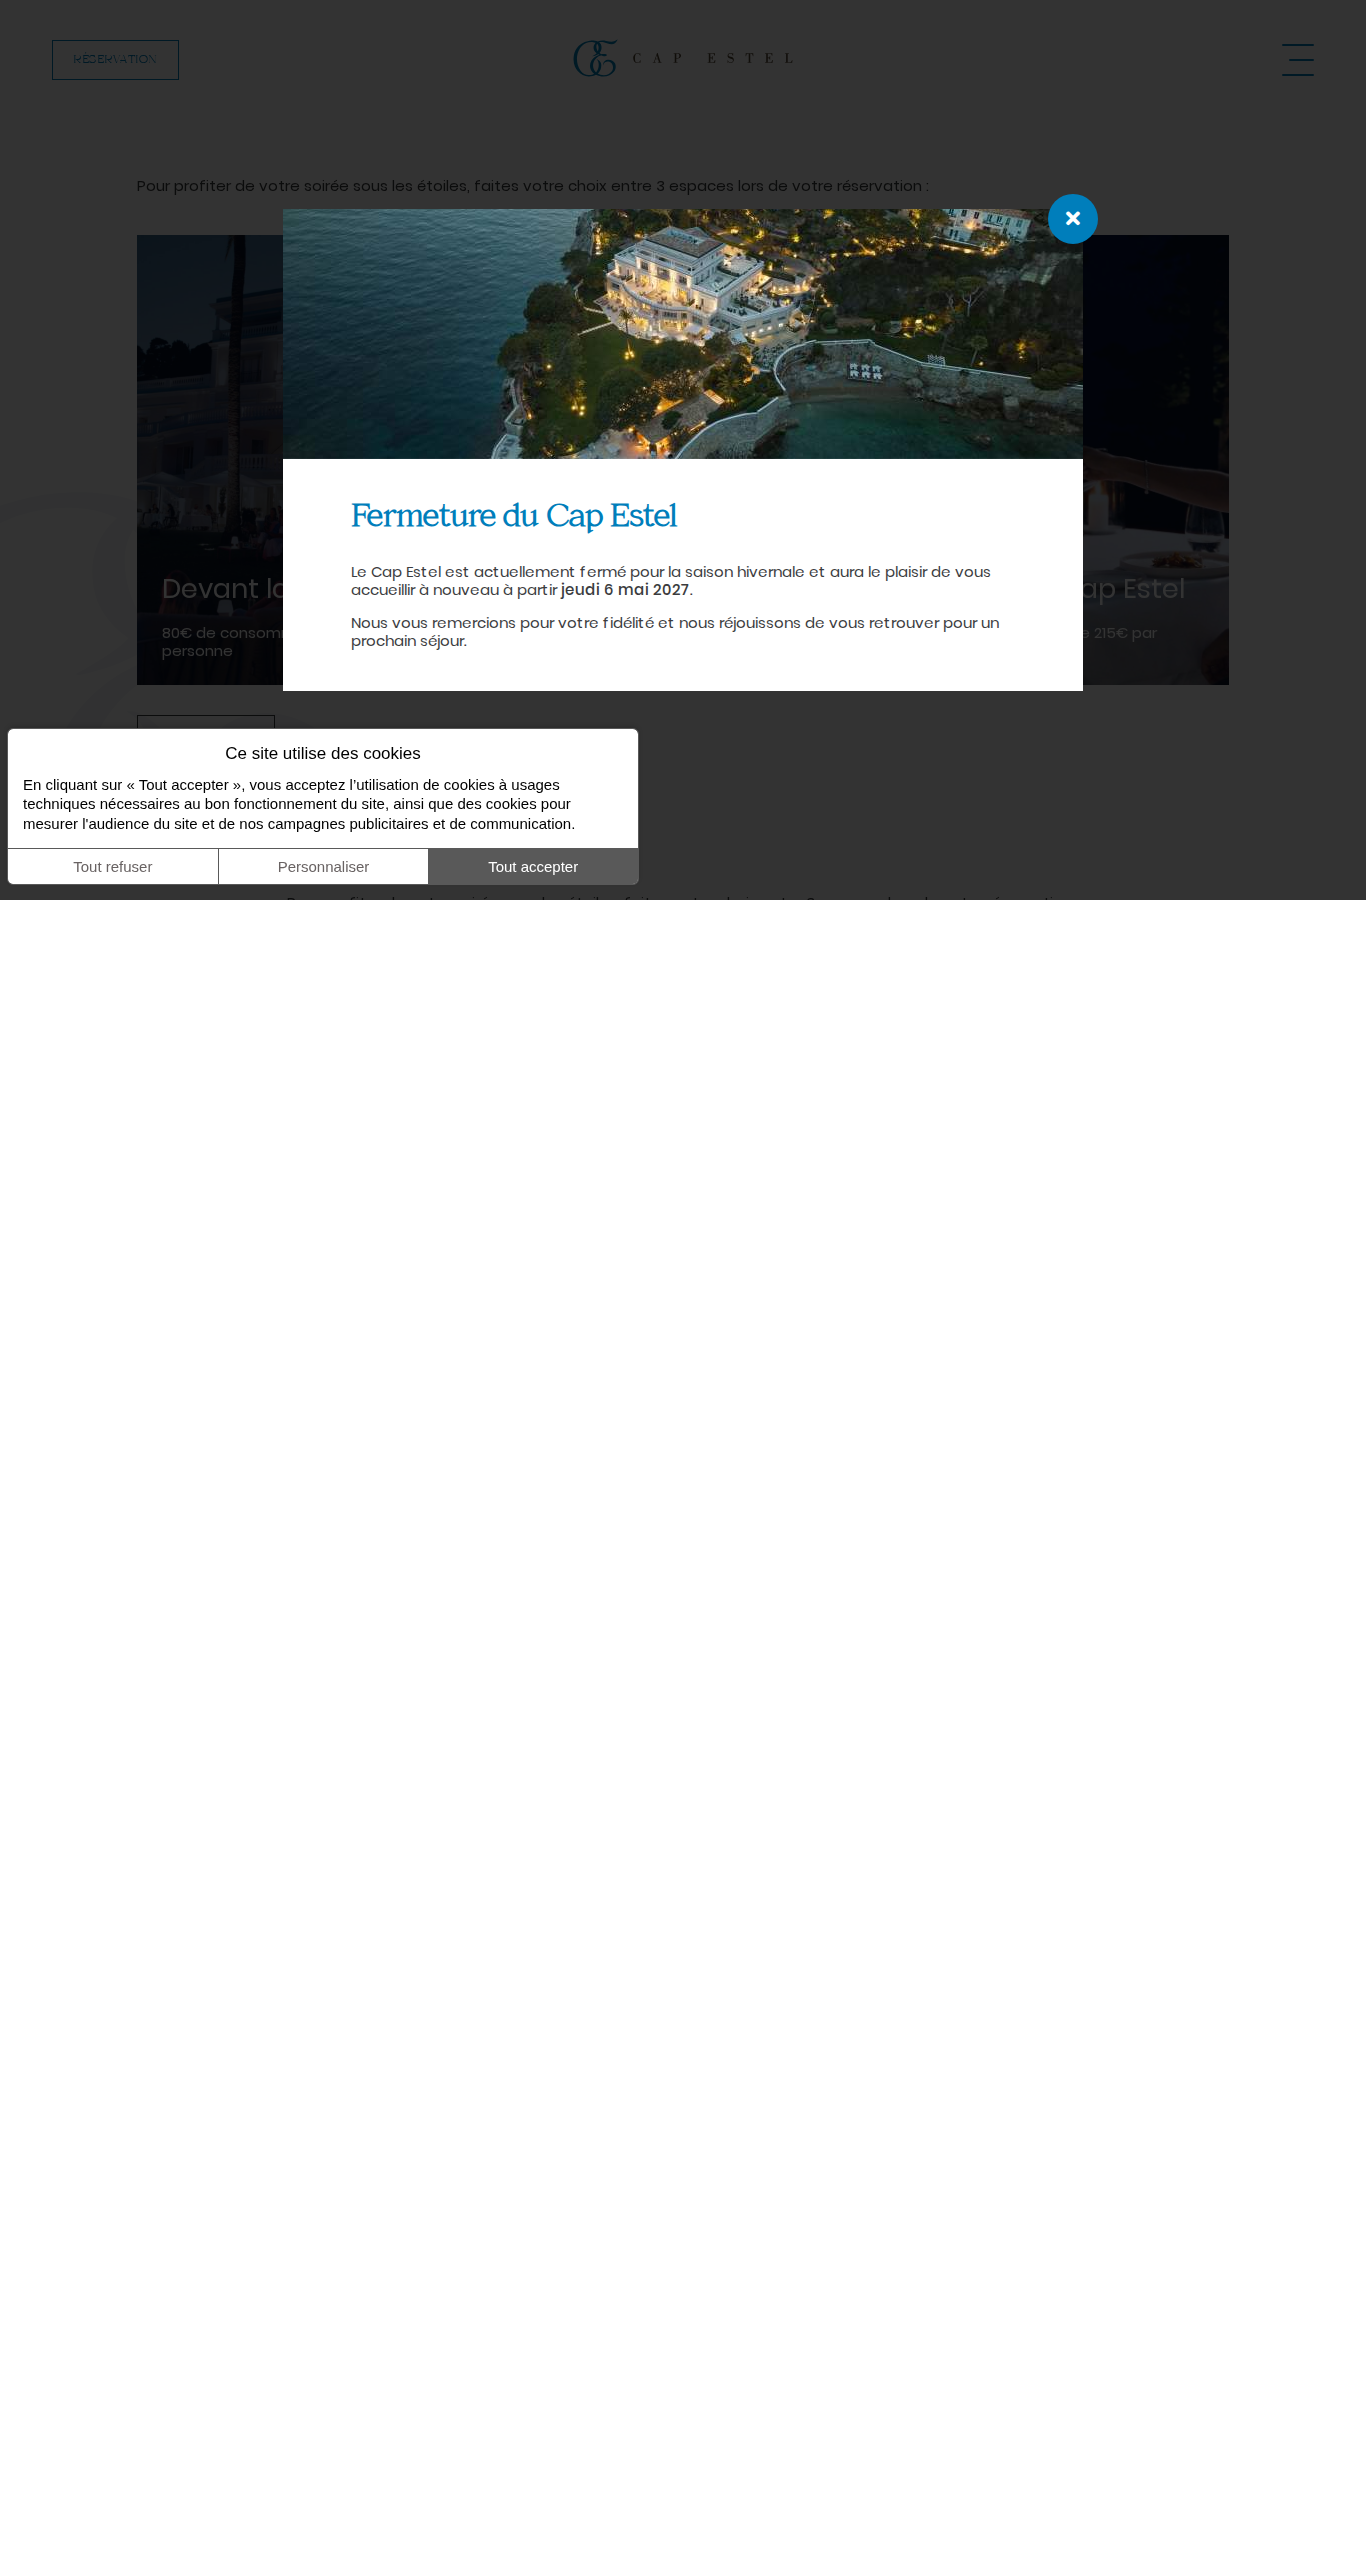 RÉSERVATION
CAP ESTEL
Pour profiter de votre soirée sous les étoiles, faites votre choix entre 3 espaces lors de votre réservation :
Fermeture du Cap Estel
Le Cap Estel est actuellement fermé pour la saison hivernale et aura le plaisir de vous
accueillir à nouveau à partir jeudi 6 mai 2027.
Nous vous remercions pour votre fidélité et nous réjouissons de vous retrouver pour un
prochain séjour.
Devant
80€ de
personne
Estel
215€ par
Ce site utilise des cookies
En cliquant sur « Tout accepter », vous acceptez l’utilisation de cookies à usages
techniques nécessaires au bon fonctionnement du site, ainsi que des cookies pour
mesurer l'audience du site et de nos campagnes publicitaires et de communication.
Tout refuser
Personnaliser
Tout accepter